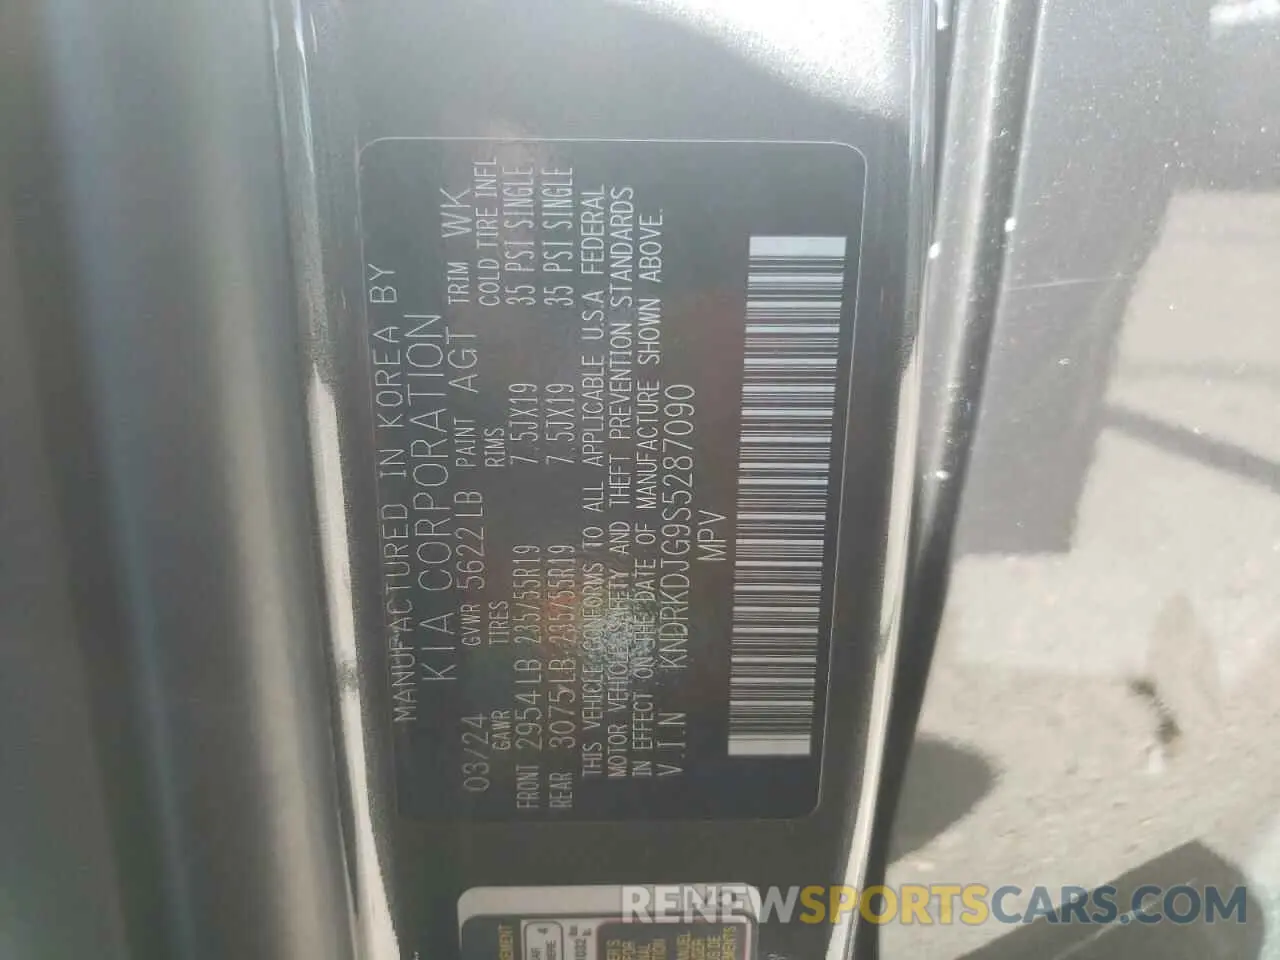 MANUFACTURED IN KOREA BY
KIA CORPORATION
03/24 GVWR 5622LB PAINT AGT TRIM WK
GAWR TIRES RIMS COLD TIRE INFL
FRONT 2954LB 235/55R19 7.5JX19 35 PSI SINGLE
REAR 3075LB 235/55R19 7.5JX19 35 PSI SINGLE
THIS VEHICLE CONFORMS TO ALL APPLICABLE U.S.A FEDERAL
MOTOR VEHICLE SAFETY AND THEFT PREVENTION STANDARDS
IN EFFECT ON THE DATE OF MANUFACTURE SHOWN ABOVE.
V.I.N KNDRKDJG9S5287090
MPV
RENEWSPORTSCARS.COM